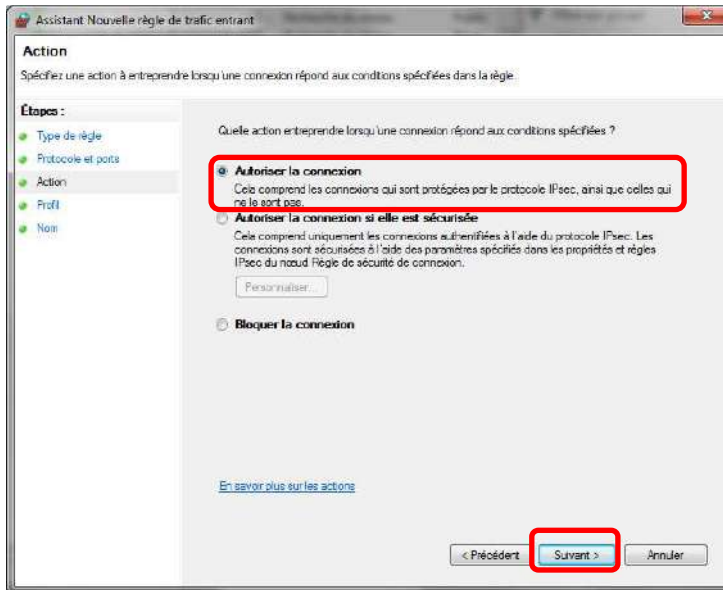 Assistant Nouvelle règle de trafic entrant
Action
Spécifiez une action à entreprendre lorsqu'une connexion répond aux conditions spécifiées dans la règle.
Étapes :
Type de règle
Protocole et ports
Action
Profil
Nom
Quelle action entreprendre lorsqu'une connexion répond aux conditions spécifiées ?
Autoriser la connexion
Cela comprend les connexions qui sont protégées par le protocole IPsec, ainsi que celles qui
ne le sont pas.
Autoriser la connexion si elle est sécurisée
Cela comprend uniquement les connexions authentifiées à l'aide du protocole IPsec. Les
connexions sont sécurisées à l'aide des paramètres spécifiés dans les propriétés et règles
IPsec du nœud Règle de sécurité de connexion.
Personnaliser...
Bloquer la connexion
En savoir plus sur les actions
< Précédent
Suivant >
Annuler